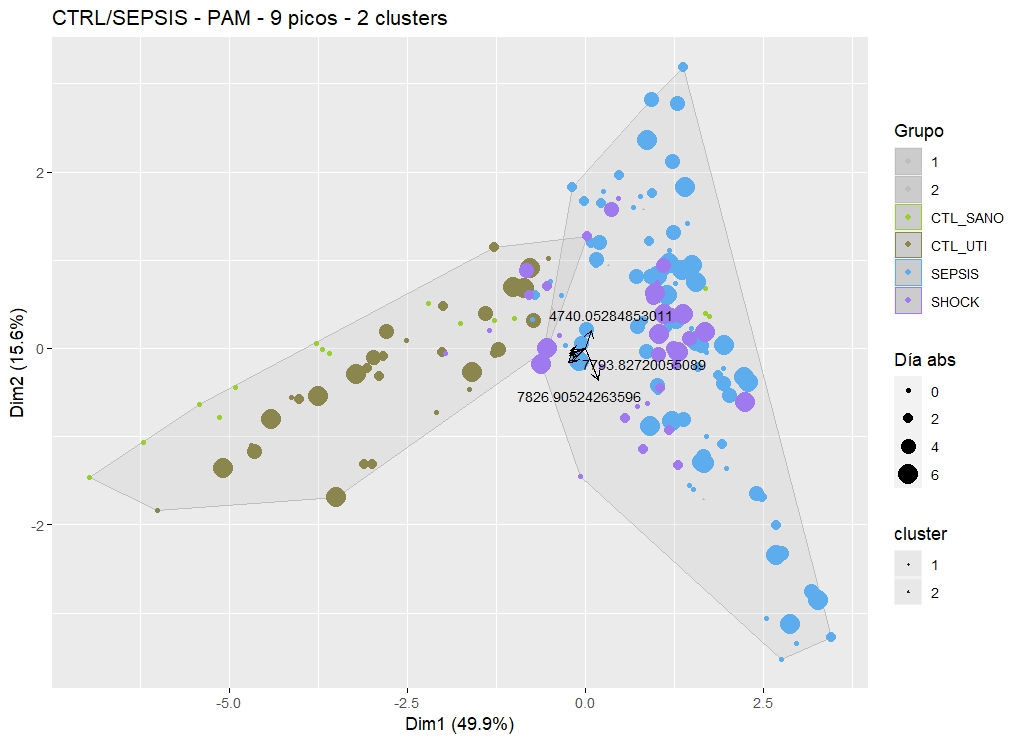 CTRL/SEPSIS - PAM - 9 picos - 2 clusters
Dim2 (15.6%)
2
0
-2
4740.05284853011
7793.82720055089
7826.90524263596
-5.0
-2.5
0.0
2.5
Dim1 (49.9%)
Grupo
1
2
CTL_SANO
CTL_UTI
SEPSIS
SHOCK
Día abs
0
2
4
6
cluster
1
2